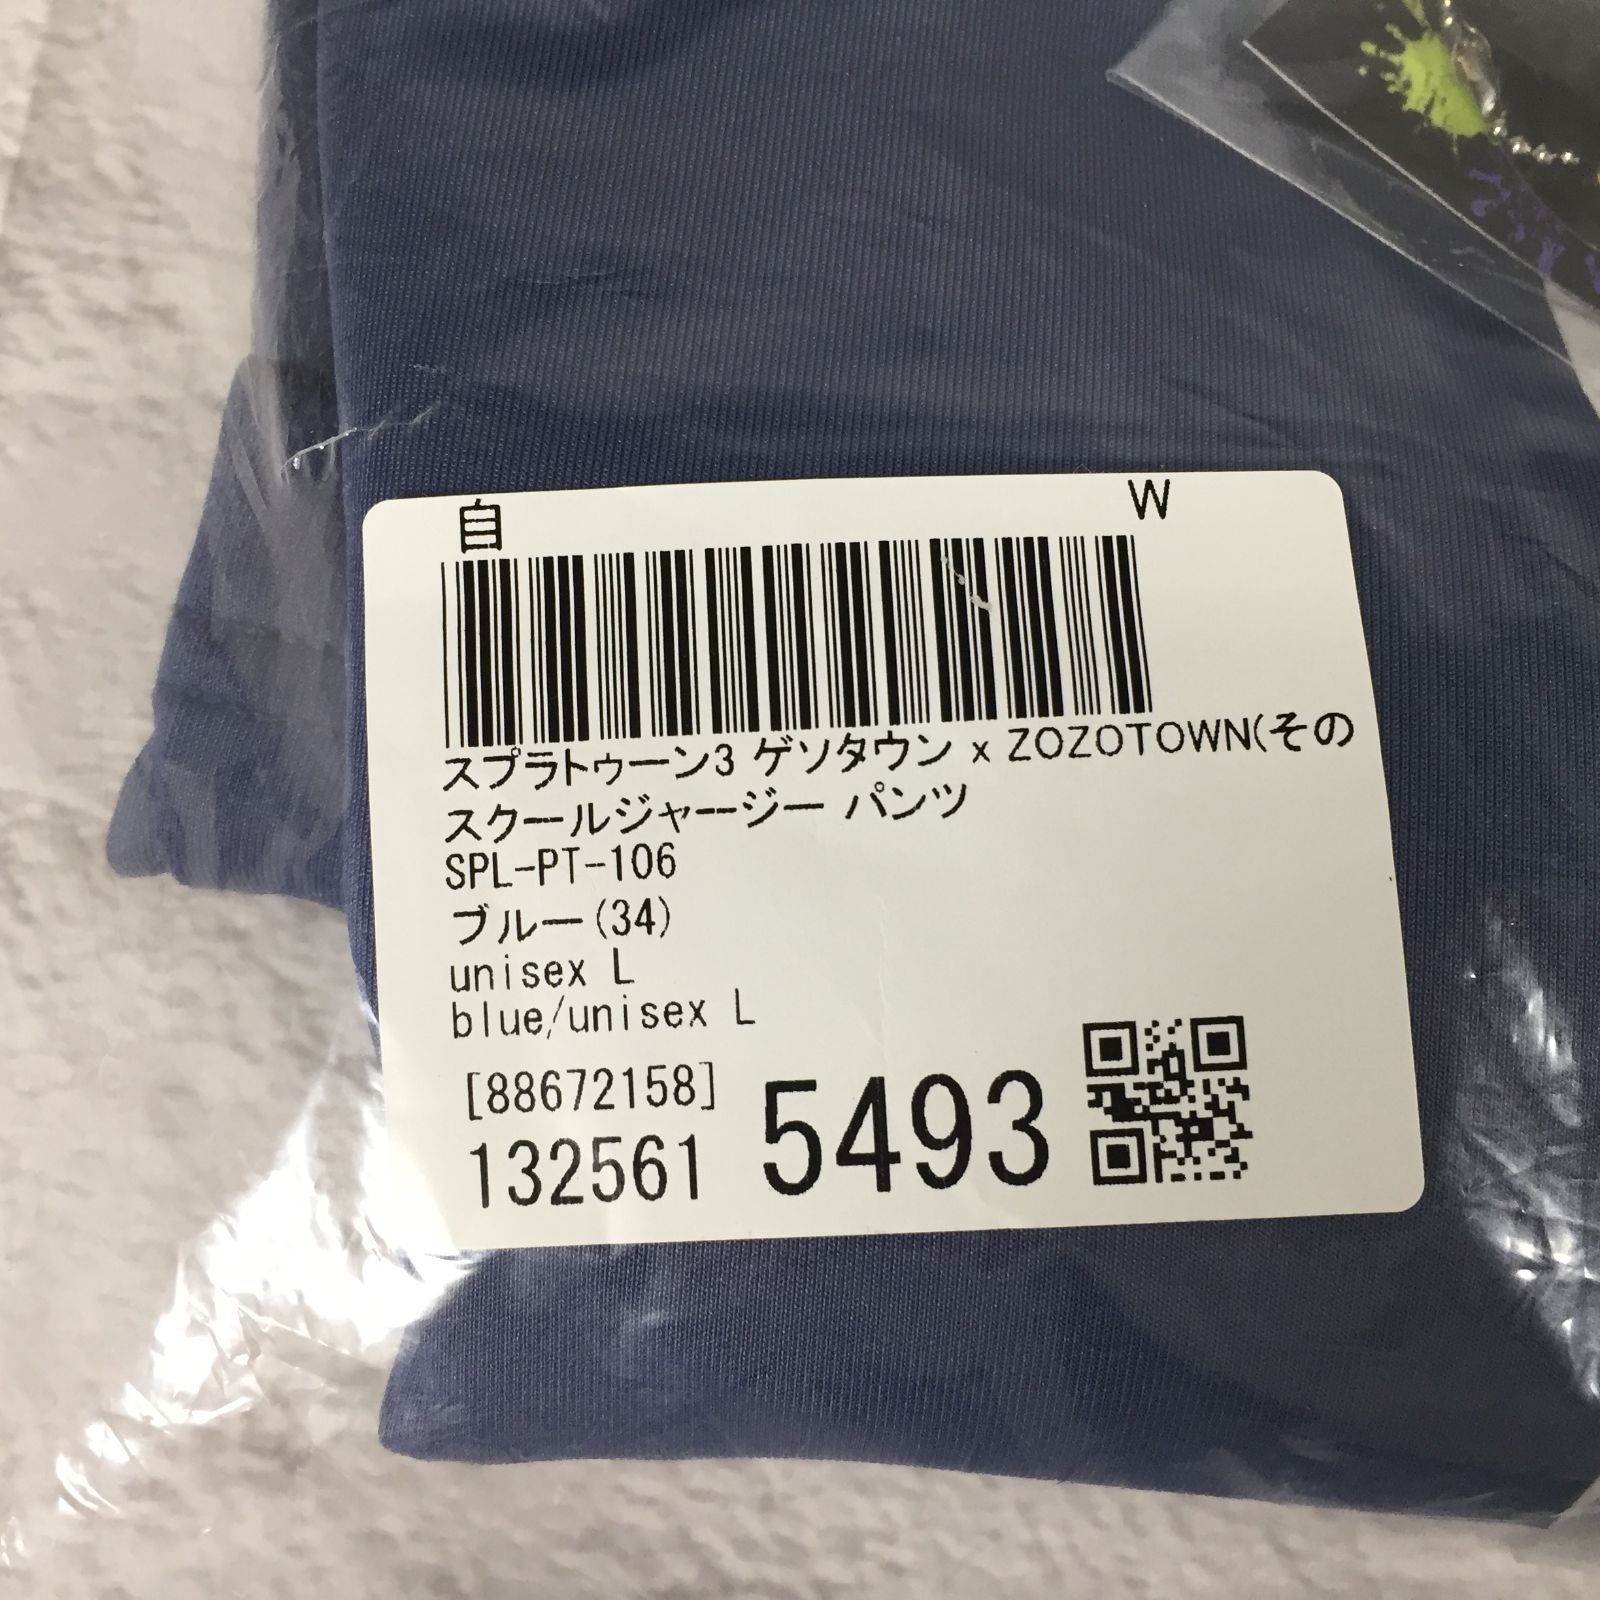 自 W
スプラトゥーン3 ゲソタウン x ZOZOTOWN(その
スクールジャージー パンツ
SPL-PT-106
ブルー(34)
unisex L
blue/unisex L
[88672158]
132561 5493